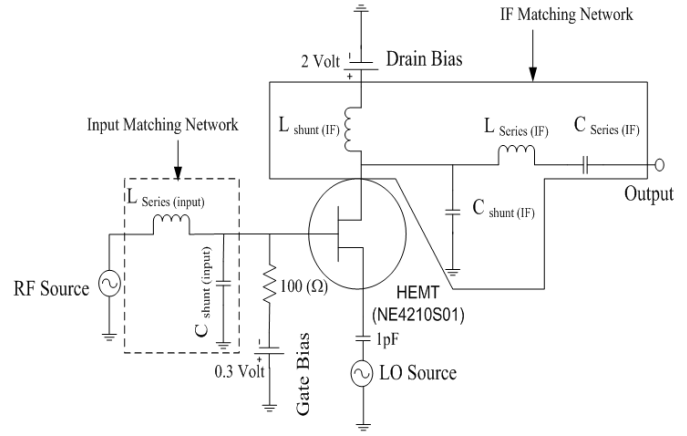 IF Matching Network
2 Volt
-
+
Drain Bias
Input Matching Network
L shunt (IF)
L Series (IF)
C Series (IF)
L Series (input)
Output
C shunt (IF)
C shunt (input)
RF Source
100 (Ω)
HEMT
(NE4210S01)
-
+
0.3 Volt
Gate Bias
1pF
LO Source